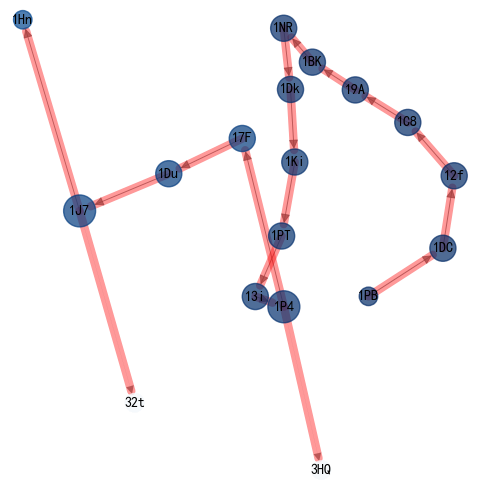 1Hn
1NR
1BK
1Dk
19A
1C8
17F
1Ki
1Du
12f
1J7
1PT
1DC
13i
1PB
1P4
32t
3HQ